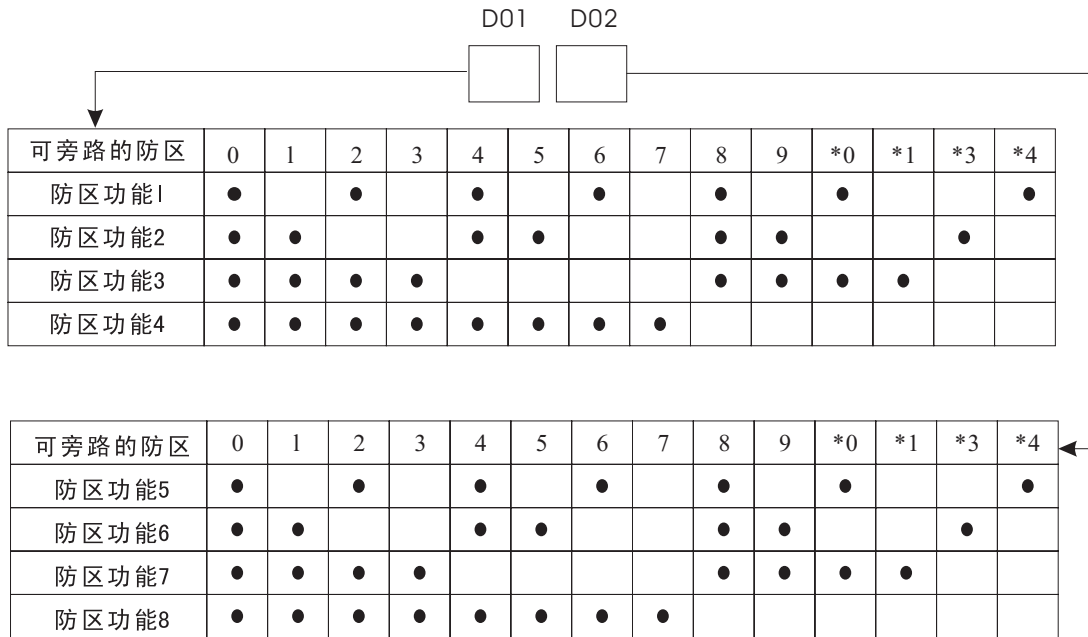 D01 D02
可旁路的防区 0 1 2 3 4 5 6 7 8 9 *0 *1 *3 *4
防区功能1 ● ● ● ● ● ● ●
防区功能2 ● ● ● ● ● ● ●
防区功能3 ● ● ● ● ● ● ● ●
防区功能4 ● ● ● ● ● ● ● ●
可旁路的防区 0 1 2 3 4 5 6 7 8 9 *0 *1 *3 *4
防区功能5 ● ● ● ● ● ● ●
防区功能6 ● ● ● ● ● ● ●
防区功能7 ● ● ● ● ● ● ● ●
防区功能8 ● ● ● ● ● ● ● ●